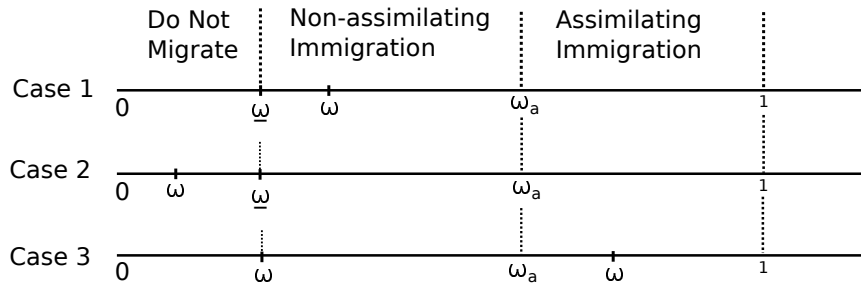 Do Not Migrate
Non-assimilating Immigration
Assimilating Immigration
Case 1
0 ω̲ ω ωₐ 1
Case 2
0 ω ω̲ ωₐ 1
Case 3
0 ω ωₐ ω 1